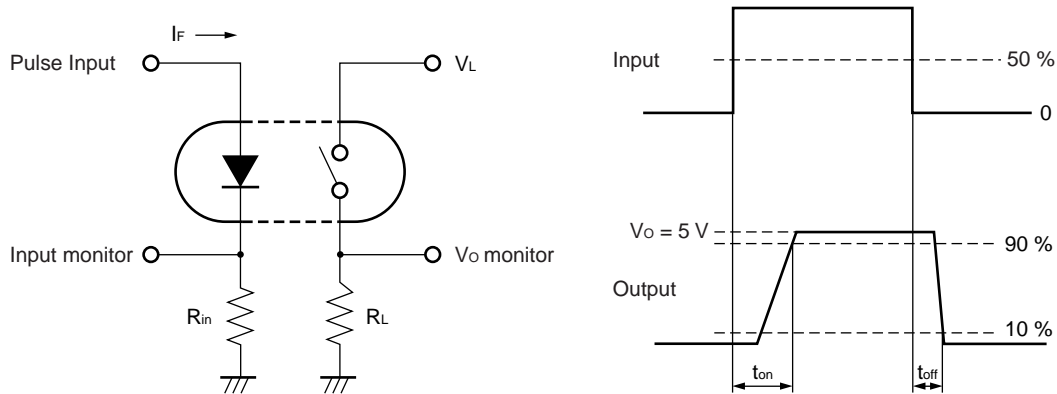 IF
Pulse Input
VL
Input monitor
VO monitor
Rin
RL
Input
50 %
0
VO = 5 V
90 %
Output
10 %
ton
toff